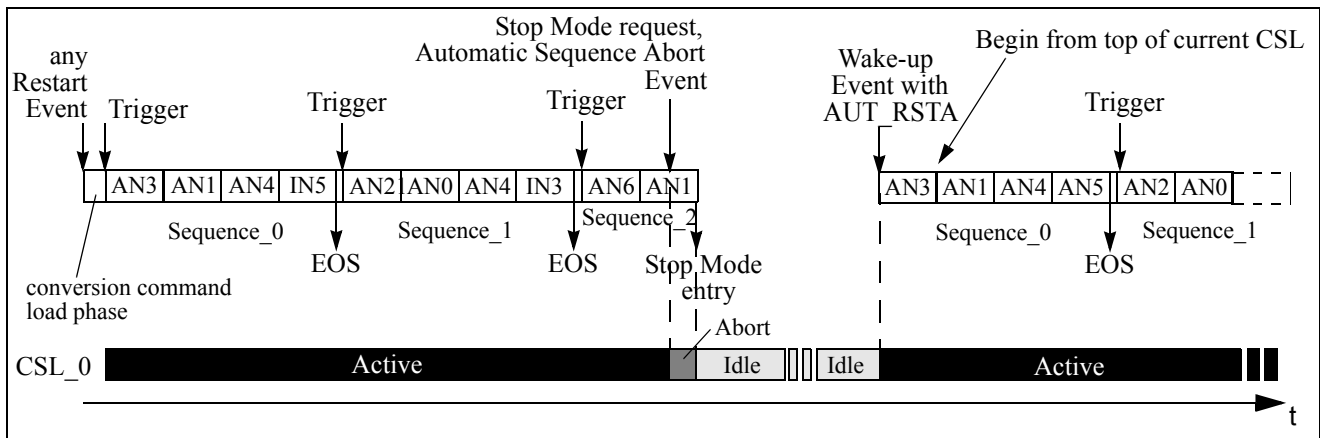 Stop Mode request,
Automatic Sequence Abort
Event
any
Restart
Event
Trigger
Trigger
Trigger
Wake-up
Event with
AUT_RSTA
Begin from top of current CSL
Trigger
AN3 AN1 AN4 IN5 AN21 AN0 AN4 IN3 AN6 AN1
AN3 AN1 AN4 AN5 AN2 AN0
Sequence_0
Sequence_1
Sequence_2
Sequence_0
Sequence_1
EOS
EOS
Stop Mode
entry
EOS
conversion command
load phase
Abort
CSL_0
Active
Idle
Idle
Active
t